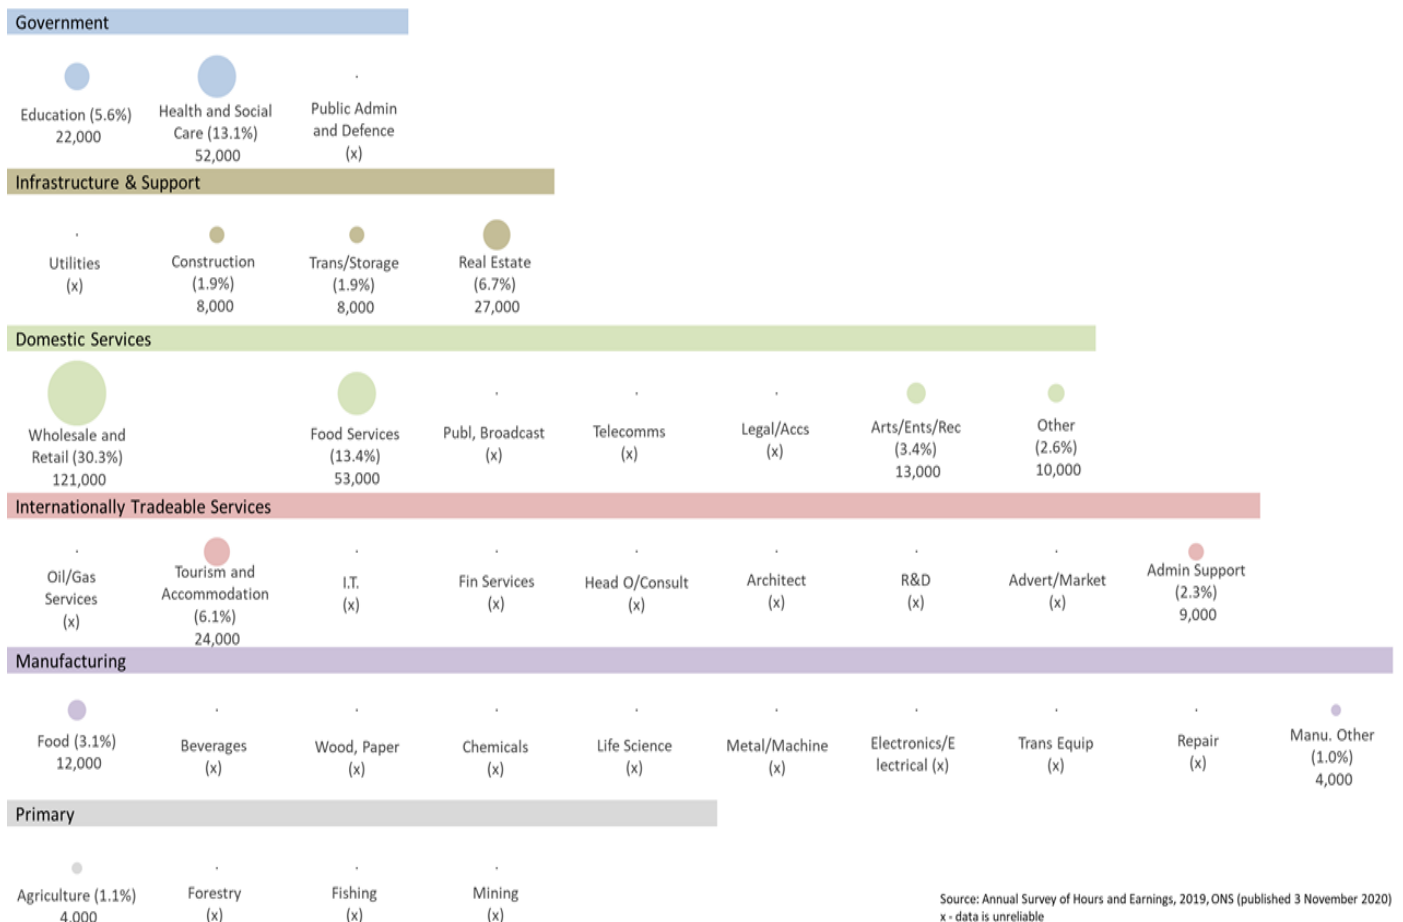 Government
Education (5.6%)
22,000
Health and Social
Care (13.1%)
52,000
Public Admin
and Defence
(x)
Infrastructure & Support
Utilities
(x)
Construction
(1.9%)
8,000
Trans/Storage
(1.9%)
8,000
Real Estate
(6.7%)
27,000
Domestic Services
Wholesale and
Retail (30.3%)
121,000
Food Services
(13.4%)
53,000
Publ, Broadcast
(x)
Telecomms
(x)
Legal/Accs
(x)
Arts/Ents/Rec
(3.4%)
13,000
Other
(2.6%)
10,000
Internationally Tradeable Services
Oil/Gas
Services
(x)
Tourism and
Accommodation
(6.1%)
24,000
I.T.
(x)
Fin Services
(x)
Head O/Consult
(x)
Architect
(x)
R&D
(x)
Advert/Market
(x)
Admin Support
(2.3%)
9,000
Manufacturing
Food (3.1%)
12,000
Beverages
(x)
Wood, Paper
(x)
Chemicals
(x)
Life Science
(x)
Metal/Machine
(x)
Electronics/E
lectrical (x)
Trans Equip
(x)
Repair
(x)
Manu. Other
(1.0%)
4,000
Primary
Agriculture (1.1%)
4,000
Forestry
(x)
Fishing
(x)
Mining
(x)
Source: Annual Survey of Hours and Earnings, 2019, ONS (published 3 November 2020)
x - data is unreliable